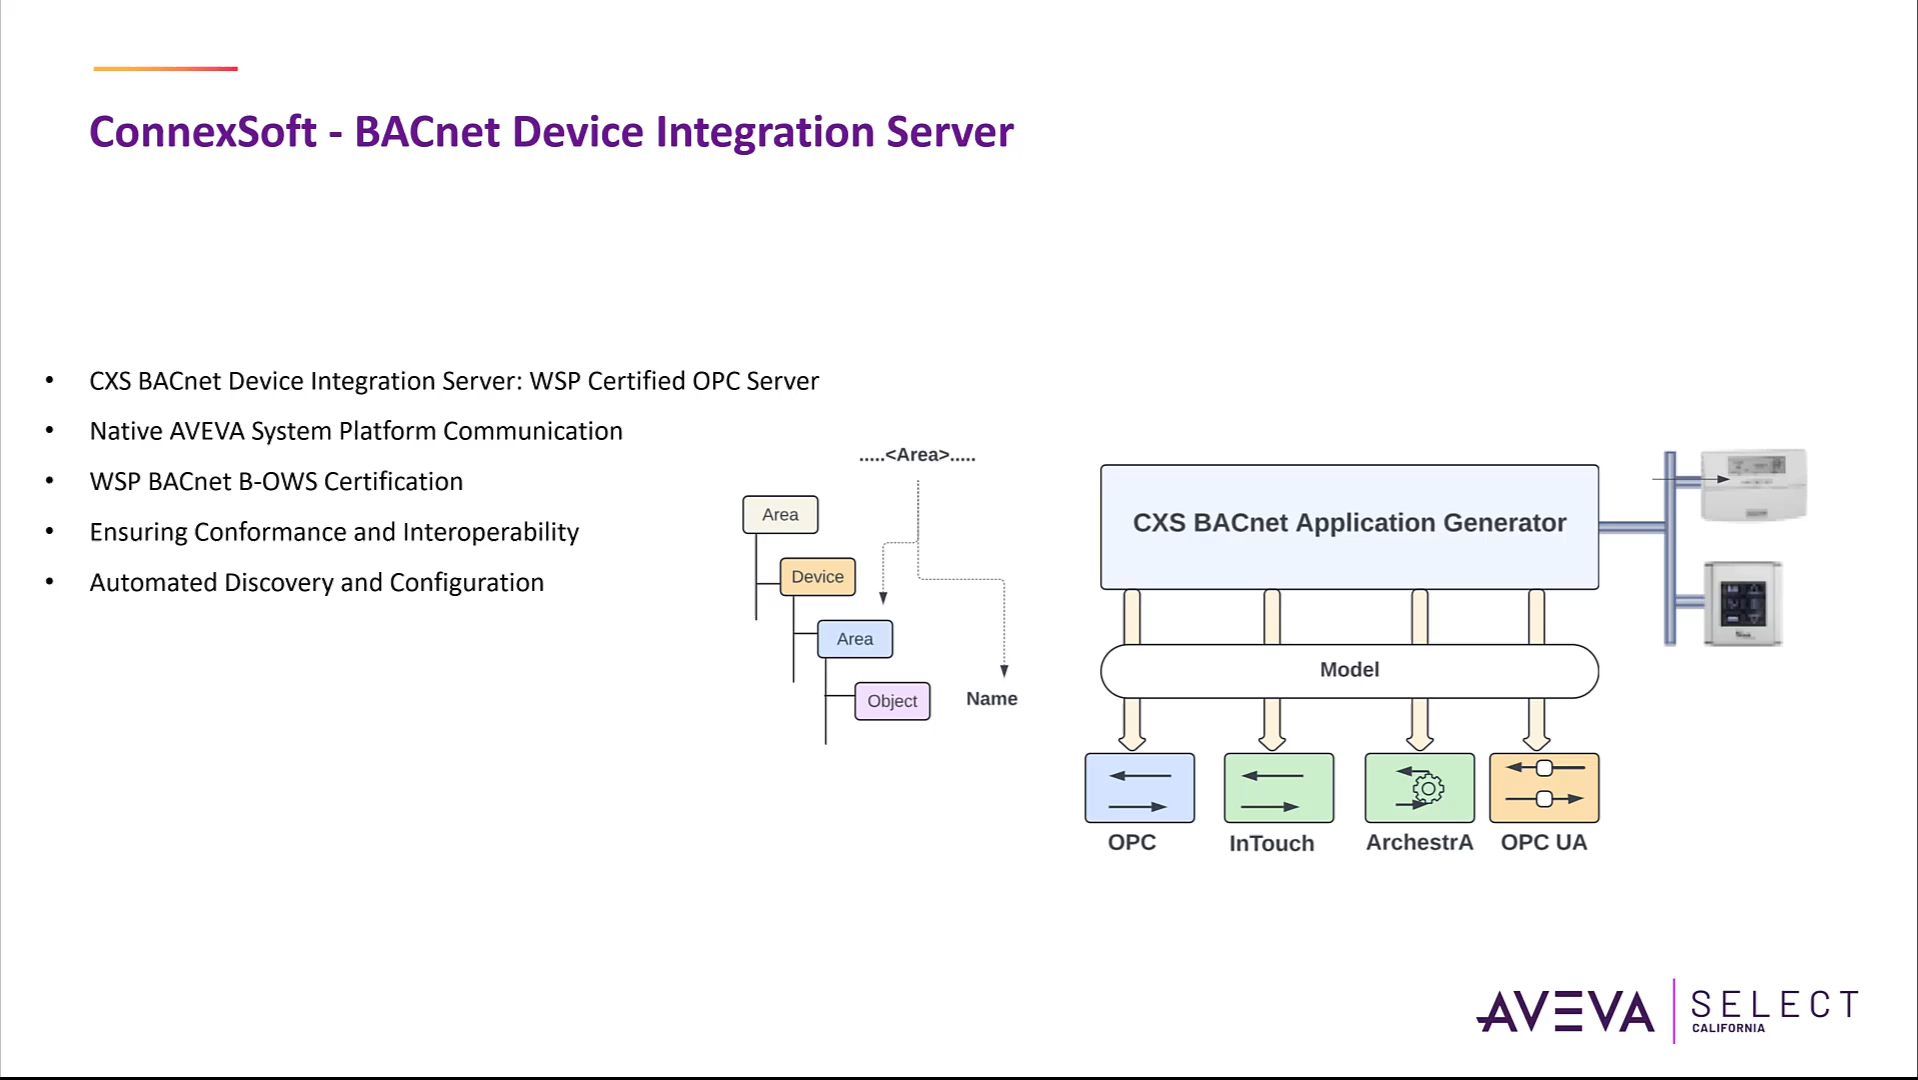 ConnexSoft - BACnet Device Integration Server
• CXS BACnet Device Integration Server: WSP Certified OPC Server
• Native AVEVA System Platform Communication
• WSP BACnet B-OWS Certification
• Ensuring Conformance and Interoperability
• Automated Discovery and Configuration
.....<Area>.....
Area
Device
Area
Object
Name
CXS BACnet Application Generator
Model
OPC
InTouch
ArchestrA
OPC UA
AVEVA
SELECT
CALIFORNIA